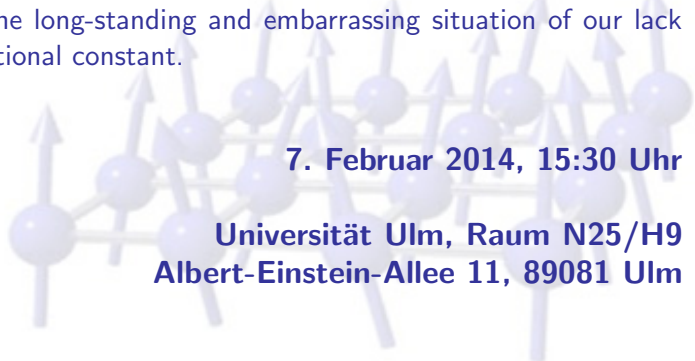 ne long-standing and embarrassing situation of our lack
tional constant.
7. Februar 2014, 15:30 Uhr
Universität Ulm, Raum N25/H9
Albert-Einstein-Allee 11, 89081 Ulm